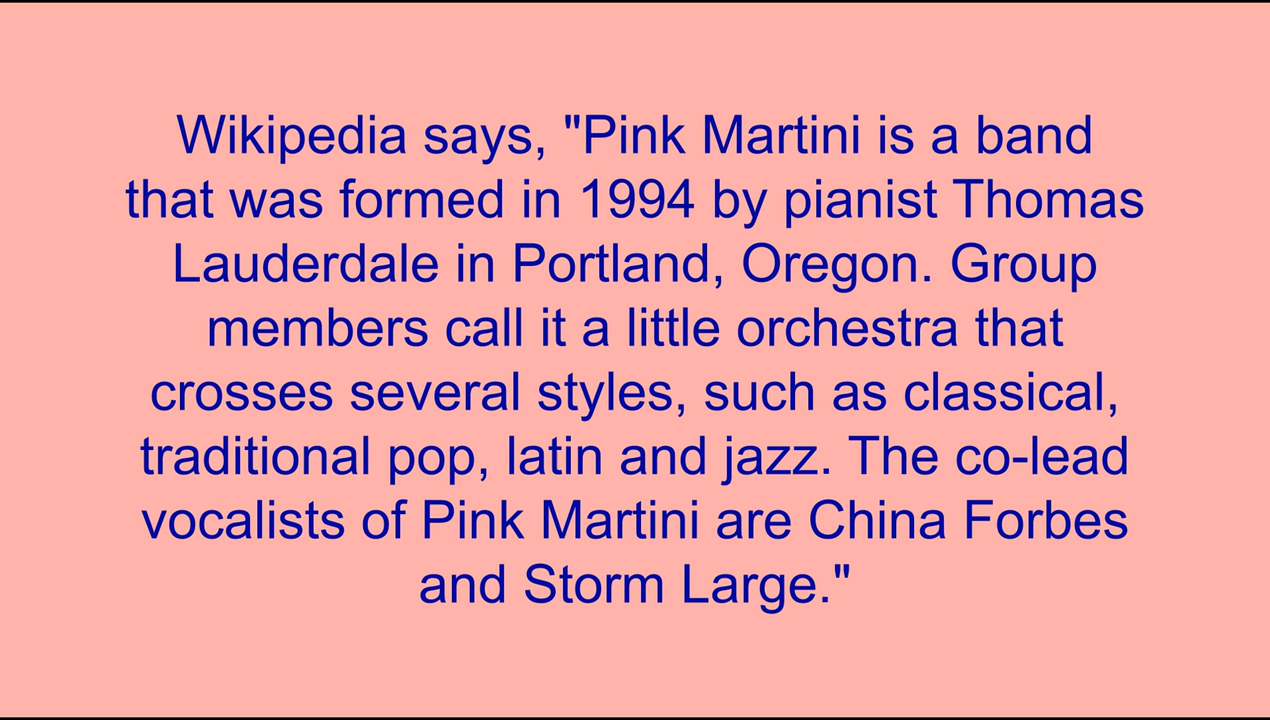 Wikipedia says, "Pink Martini is a band
that was formed in 1994 by pianist Thomas
Lauderdale in Portland, Oregon. Group
members call it a little orchestra that
crosses several styles, such as classical,
traditional pop, latin and jazz. The co-lead
vocalists of Pink Martini are China Forbes
and Storm Large."